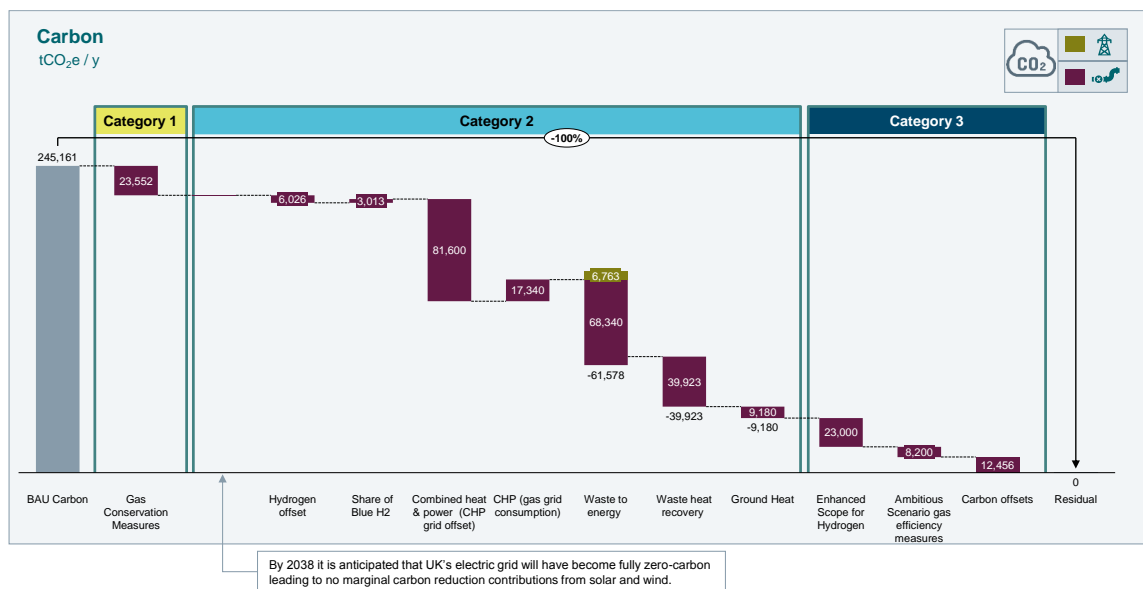 Carbon
tCO₂e / y
CO₂
Category 1
Category 2
Category 3
-100%
245,161
23,552
6,026
3,013
81,600
17,340
6,763
68,340
-61,578
39,923
-39,923
9,180
-9,180
23,000
8,200
12,456
0
BAU Carbon
Gas
Conservation
Measures
Hydrogen
offset
Share of
Blue H2
Combined heat
& power (CHP
grid offset)
CHP (gas grid
consumption)
Waste to
energy
Waste heat
recovery
Ground Heat
Enhanced
Scope for
Hydrogen
Ambitious
Scenario gas
efficiency
measures
Carbon offsets
Residual
By 2038 it is anticipated that UK's electric grid will have become fully zero-carbon
leading to no marginal carbon reduction contributions from solar and wind.